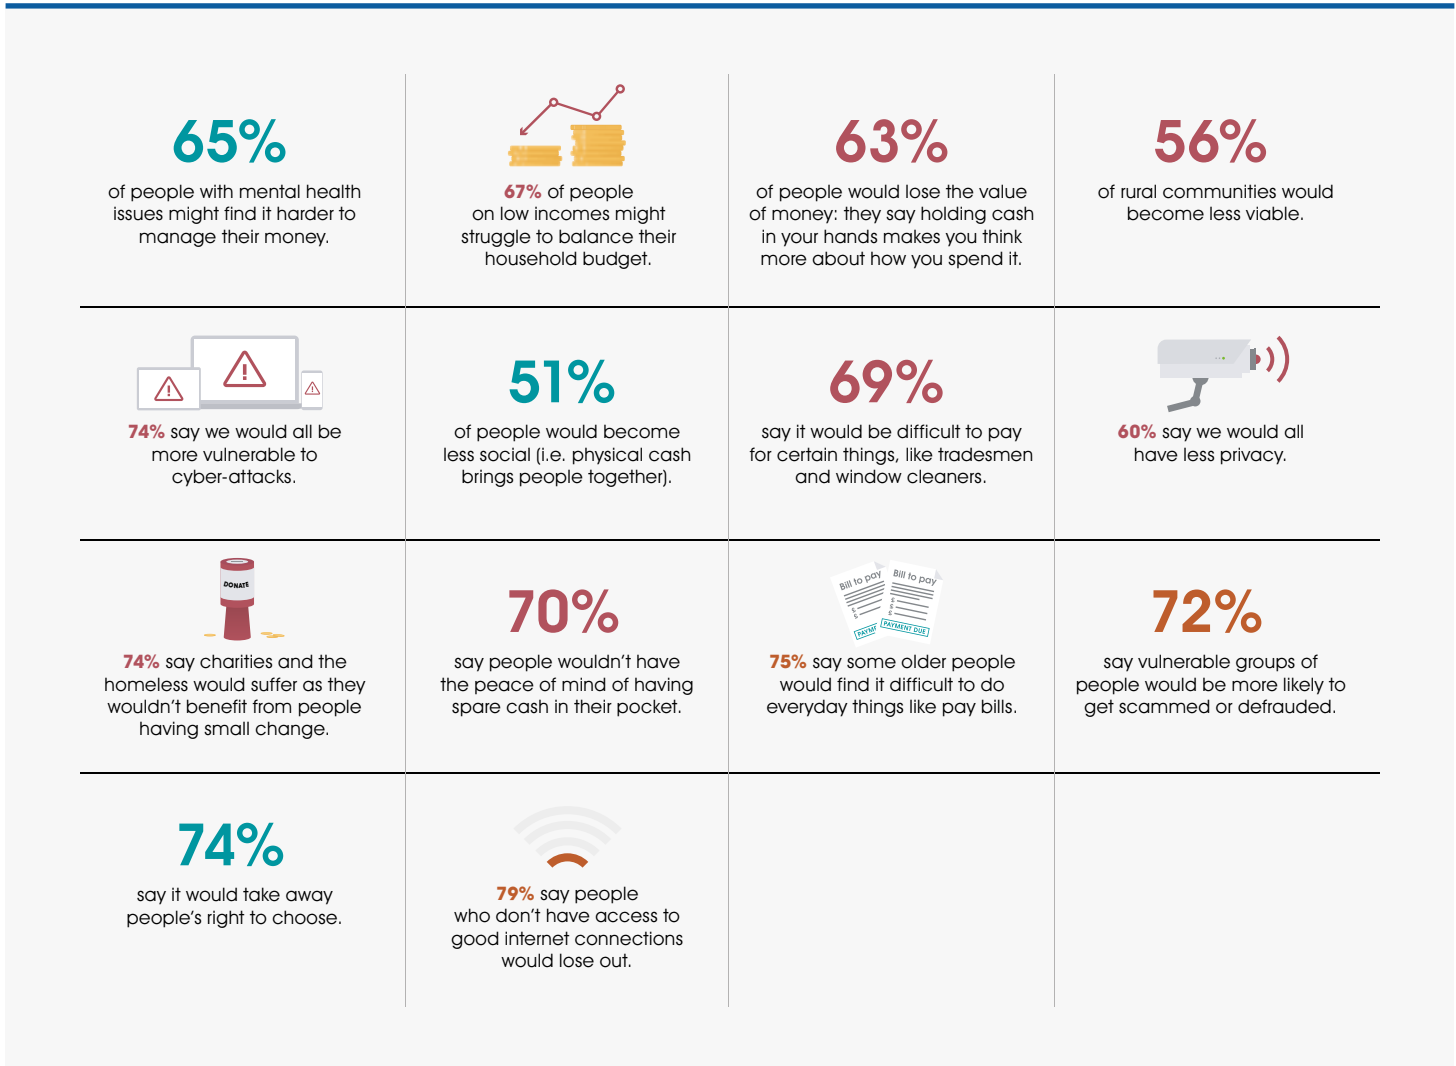 65%
of people with mental health
issues might find it harder to
manage their money.
67% of people
on low incomes might
struggle to balance their
household budget.
63%
of people would lose the value
of money: they say holding cash
in your hands makes you think
more about how you spend it.
56%
of rural communities would
become less viable.
74% say we would all be
more vulnerable to
cyber-attacks.
51%
of people would become
less social (i.e. physical cash
brings people together).
69%
say it would be difficult to pay
for certain things, like tradesmen
and window cleaners.
60% say we would all
have less privacy.
DONATE
74% say charities and the
homeless would suffer as they
wouldn't benefit from people
having small change.
70%
say people wouldn't have
the peace of mind of having
spare cash in their pocket.
Bill to pay
£
£
£
PAYM
Bill to pay
£
£
£
PAYMENT DUE
75% say some older people
would find it difficult to do
everyday things like pay bills.
72%
say vulnerable groups of
people would be more likely to
get scammed or defrauded.
74%
say it would take away
people's right to choose.
79% say people
who don't have access to
good internet connections
would lose out.